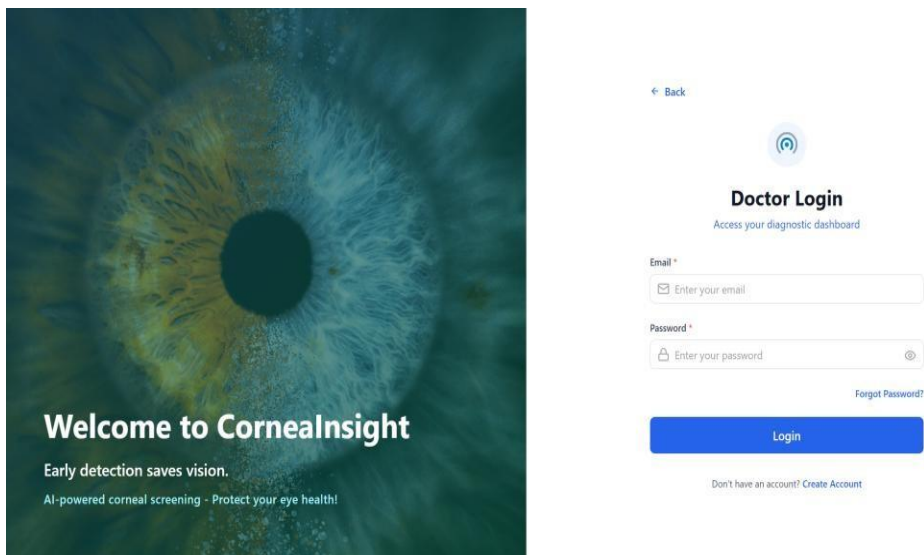 Welcome to CorneaInsight
Early detection saves vision.
AI-powered corneal screening - Protect your eye health!
← Back
Doctor Login
Access your diagnostic dashboard
Email *
Enter your email
Password *
Enter your password
Forgot Password?
Login
Don't have an account? Create Account